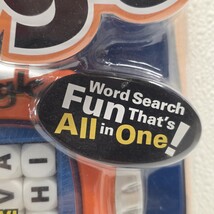 Word Search
Fun That's
All in One!
V A
H
I